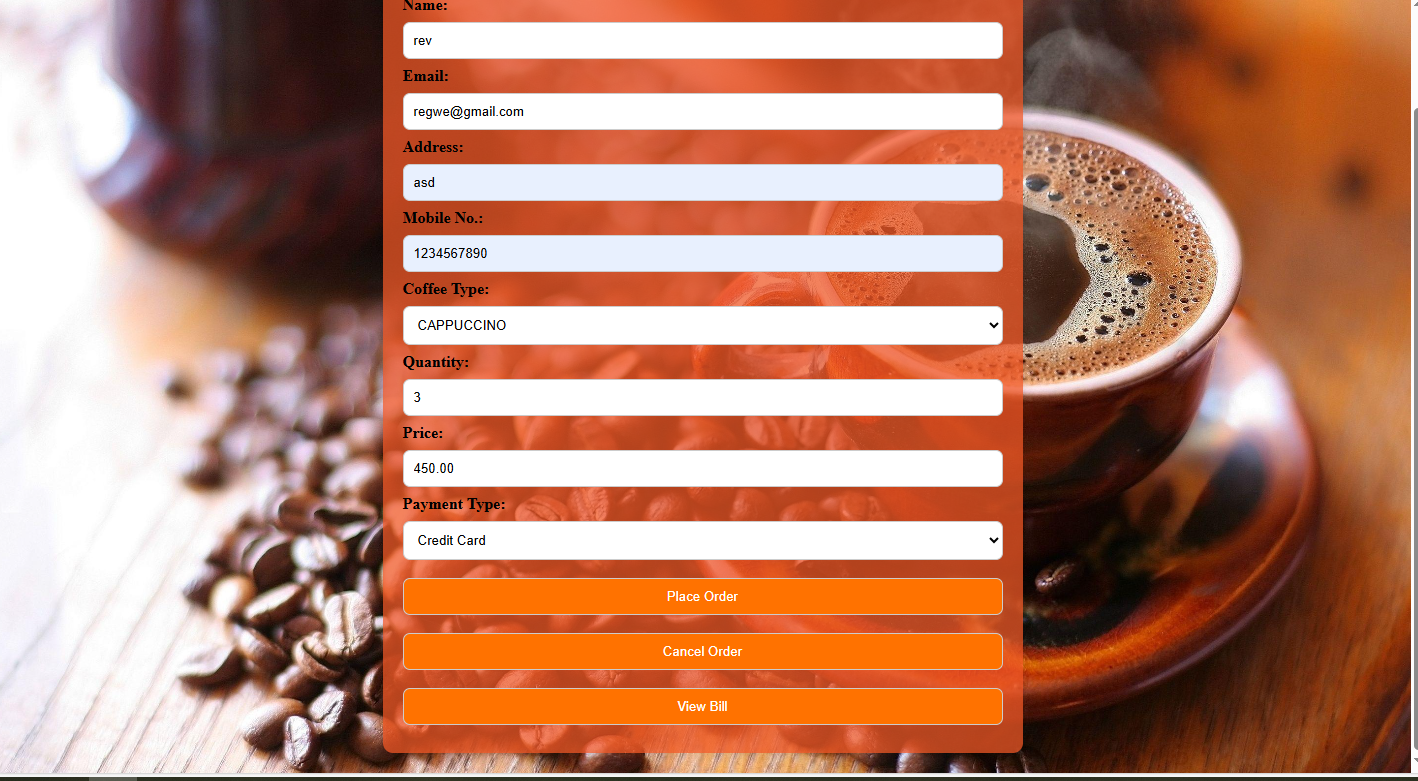 Name:
rev
Email:
regwe@gmail.com
Address:
asd
Mobile No.:
1234567890
Coffee Type:
CAPPUCCINO
Quantity:
3
Price:
450.00
Payment Type:
Credit Card
Place Order
Cancel Order
View Bill